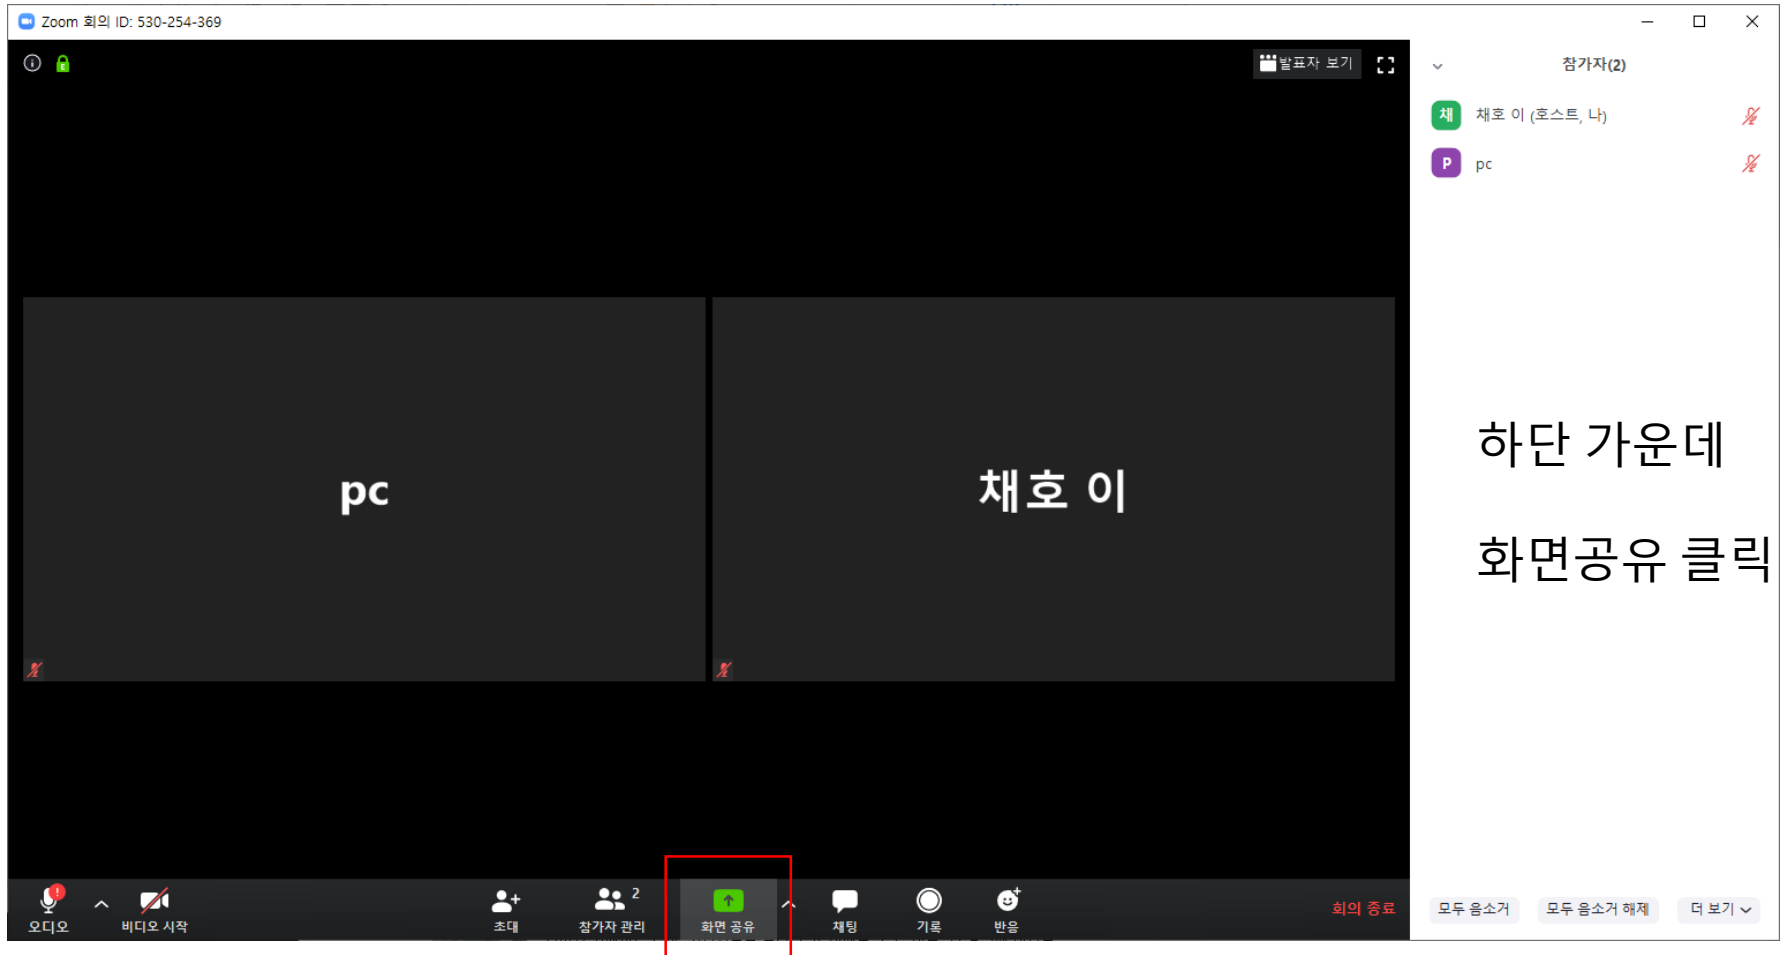 Zoom 회의 ID: 530-254-369
발표자 보기
참가자(2)
채 채호 이 (호스트, 나)
P pc
pc
채호 이
하단 가운데
화면공유 클릭
오디오
비디오 시작
초대
2
참가자 관리
화면 공유
채팅
기록
반응
회의 종료
모두 음소거
모두 음소거 해제
더 보기